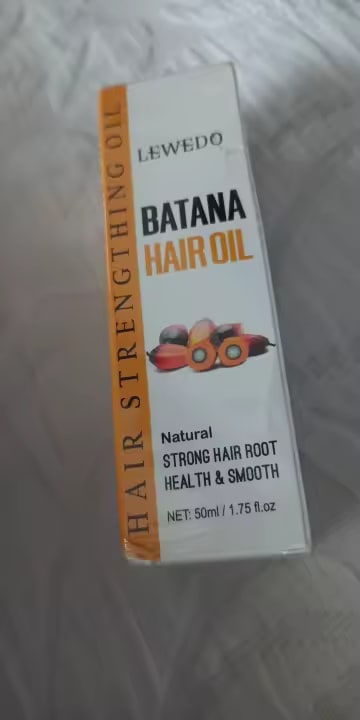 LEWEDO
BATANA
HAIR OIL
Natural
STRONG HAIR ROOT
HEALTH & SMOOTH
NET: 50ml / 1.75 fl.oz
HAIR STRENGTHING OIL